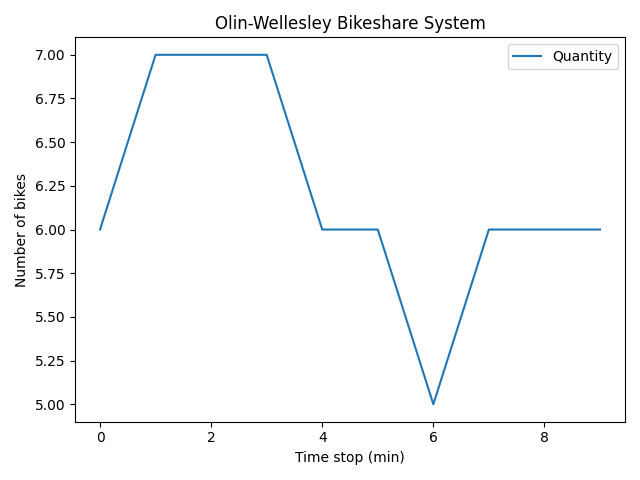 Olin-Wellesley Bikeshare System
Quantity
7.00
6.75
6.50
6.25
6.00
5.75
5.50
5.25
5.00
Number of bikes
0 2 4 6 8
Time stop (min)